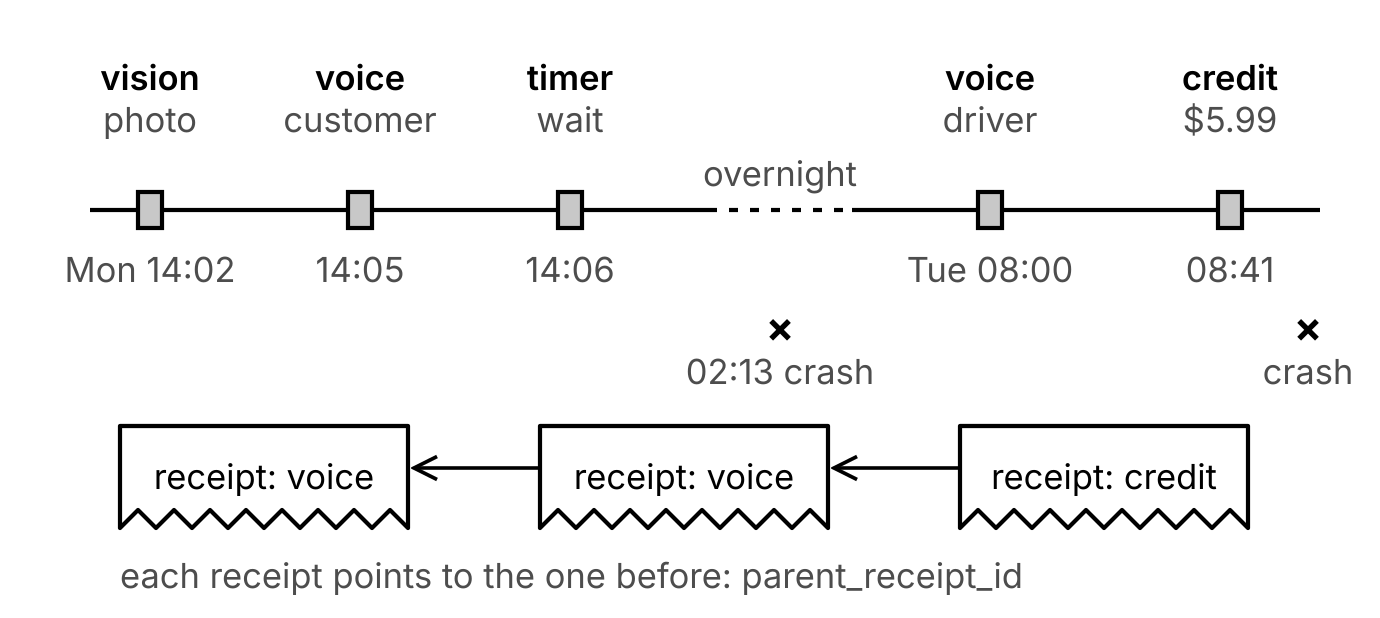 vision
photo
voice
customer
timer
wait
voice
driver
credit
$5.99
overnight
Mon 14:02
14:05
14:06
Tue 08:00
08:41
02:13 crash
crash
receipt: voice
receipt: voice
receipt: credit
each receipt points to the one before: parent_receipt_id